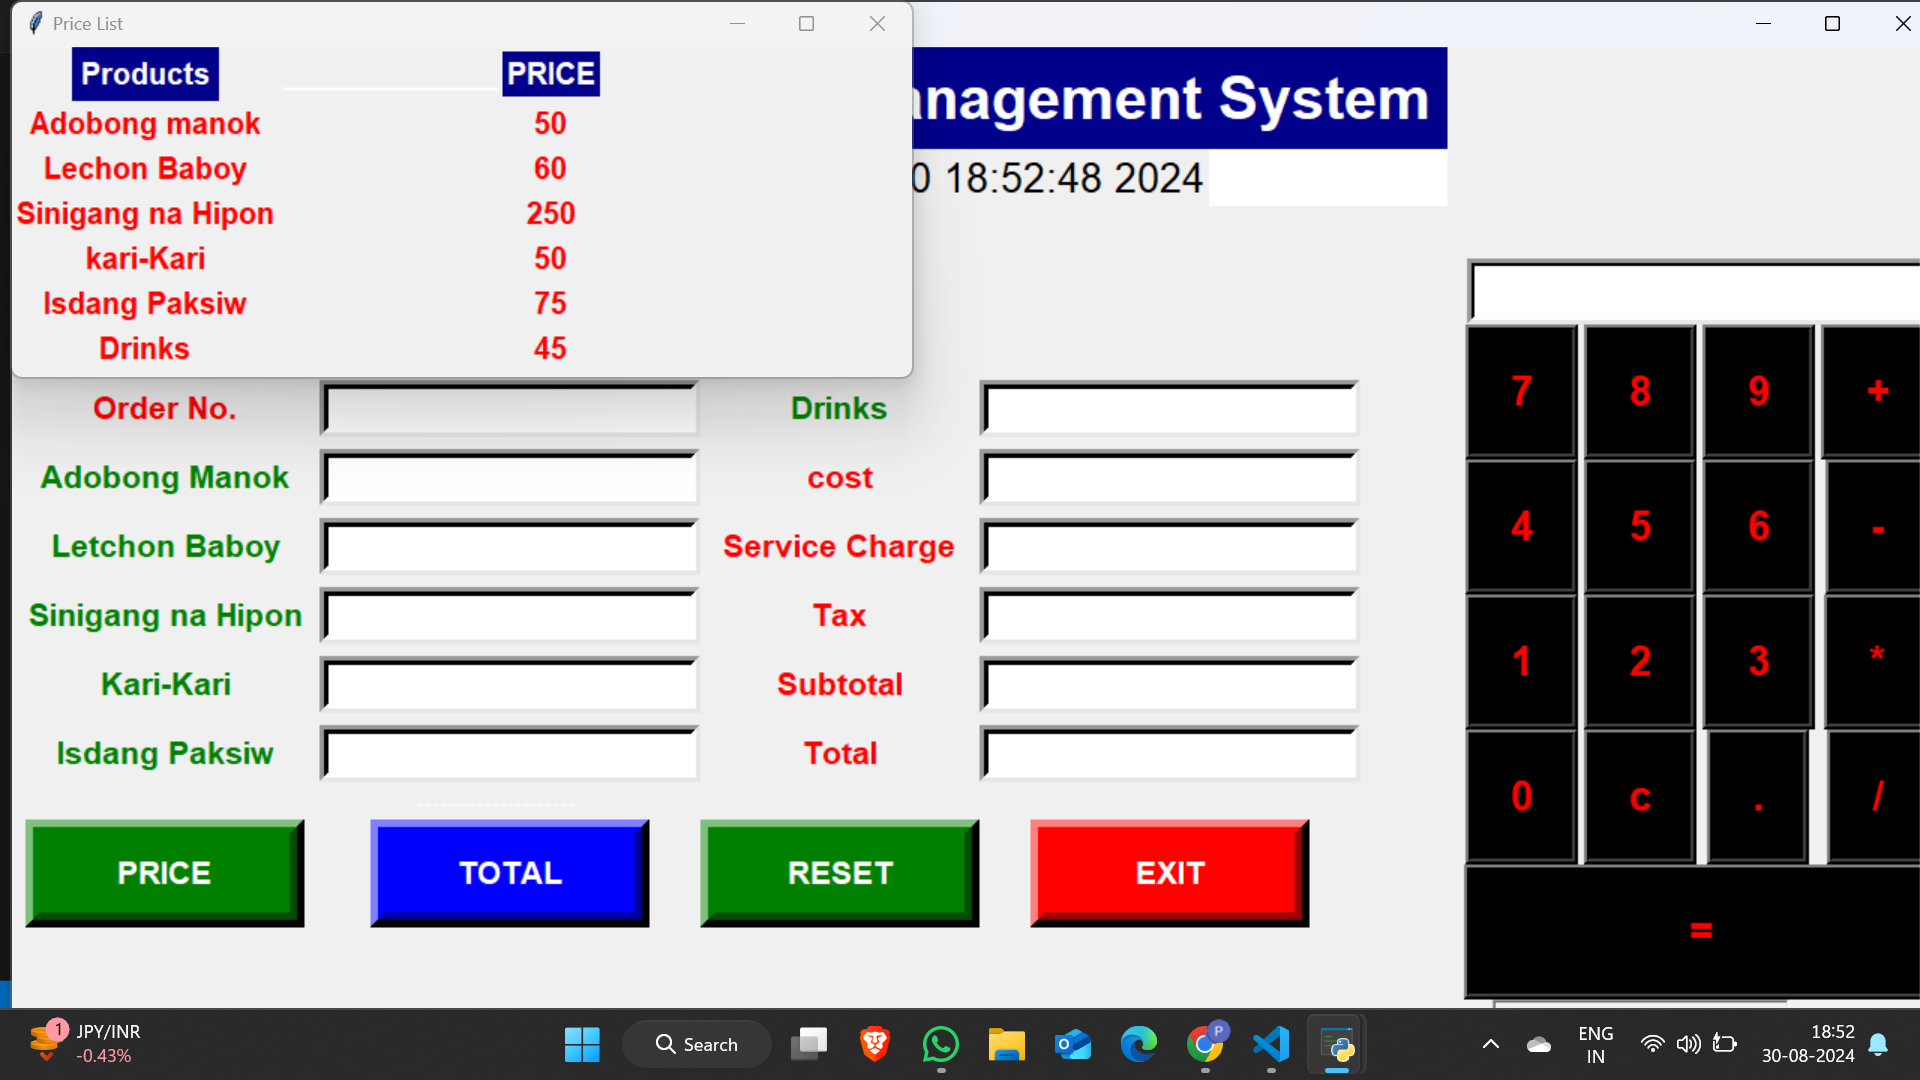 Price List
Products PRICE
Adobong manok 50
Lechon Baboy 60
Sinigang na Hipon 250
kari-Kari 50
Isdang Paksiw 75
Drinks 45
anagement System
0 18:52:48 2024
Order No. Drinks
Adobong Manok cost
Letchon Baboy Service Charge
Sinigang na Hipon Tax
Kari-Kari Subtotal
Isdang Paksiw Total
PRICE TOTAL RESET EXIT
7 8 9 +
4 5 6 -
1 2 3 *
0 c . /
=
1 JPY/INR
-0.43%
Search
P
ENG
IN
18:52
30-08-2024